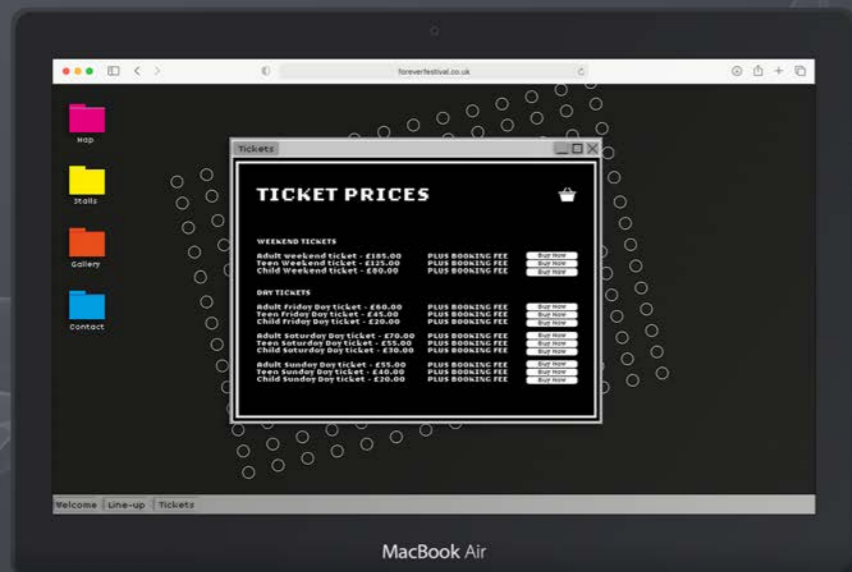 foreverfestival.co.uk
Map
Stalls
Gallery
Contact
Tickets
TICKET PRICES
WEEKEND TICKETS
Adult weekend ticket - £185.00 PLUS BOOKING FEE Buy Now
Teen Weekend ticket - £125.00 PLUS BOOKING FEE Buy Now
Child Weekend ticket - £80.00 PLUS BOOKING FEE Buy Now
DAY TICKETS
Adult Friday Day ticket - £60.00 PLUS BOOKING FEE Buy Now
Teen Friday Day ticket - £45.00 PLUS BOOKING FEE Buy Now
Child Friday Day ticket - £20.00 PLUS BOOKING FEE Buy Now
Adult Saturday Day ticket - £70.00 PLUS BOOKING FEE Buy Now
Teen Saturday Day ticket - £55.00 PLUS BOOKING FEE Buy Now
Child Saturday Day ticket - £30.00 PLUS BOOKING FEE Buy Now
Adult Sunday Day ticket - £55.00 PLUS BOOKING FEE Buy Now
Teen Sunday Day ticket - £40.00 PLUS BOOKING FEE Buy Now
Child Sunday Day ticket - £20.00 PLUS BOOKING FEE Buy Now
Welcome Line-up Tickets
MacBook Air